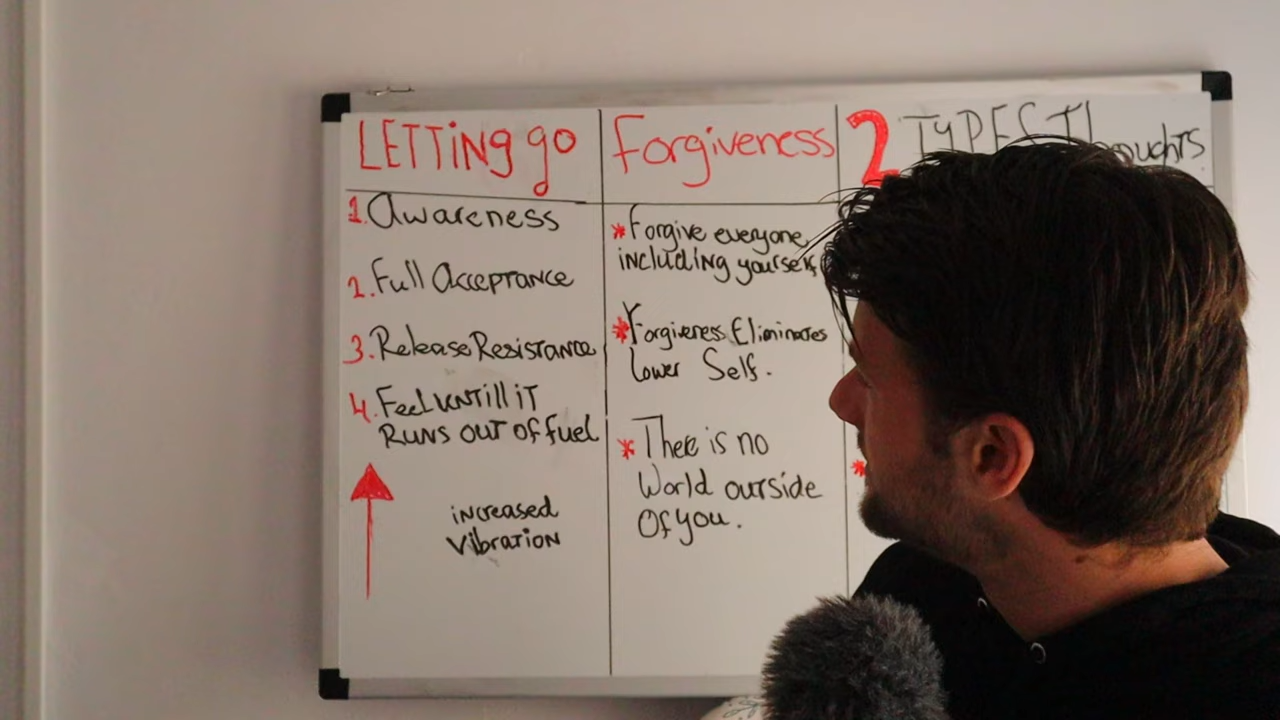 LETTiNg go
1. Awareness
2. Full Acceptance
3. Release Resistance
4. Feel UNTill iT
RUNS OUT OF fuel
increased
Vibration
Forgiveness
* Forgive everyone
including yourself
* Forgiveness Eliminates
lower Self.
* There is no
World outside
Of you.
2 TYPES
*